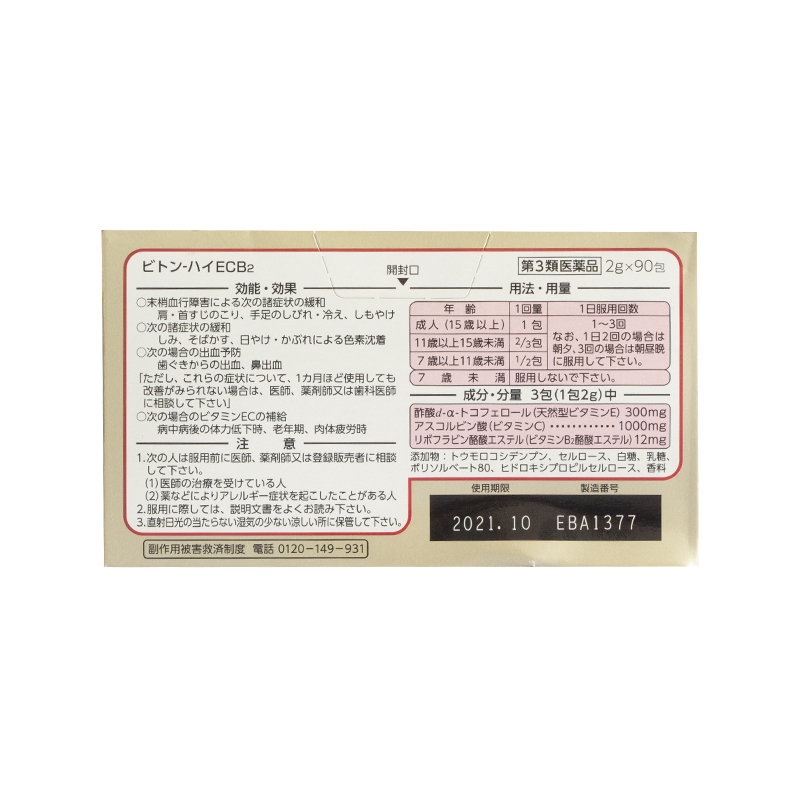 ビトン-ハイECB2
開封口
第3類医薬品 2g×90包
効能・効果
○末梢血行障害による次の諸症状の緩和
肩・首すじのこり、手足のしびれ・冷え、しもやけ
○次の諸症状の緩和
しみ、そばかす、日やけ・かぶれによる色素沈着
○次の場合の出血予防
歯ぐきからの出血、鼻出血
「ただし、これらの症状について、1カ月ほど使用しても
改善がみられない場合は、医師、薬剤師又は歯科医師
に相談して下さい」
○次の場合のビタミンECの補給
病中病後の体力低下時、老年期、肉体疲労時
注意
1.次の人は服用前に医師、薬剤師又は登録販売者に相談
して下さい。
(1)医師の治療を受けている人
(2)薬などによりアレルギー症状を起こしたことがある人
2.服用に際しては、説明文書をよくお読み下さい。
3.直射日光の当たらない湿気の少ない涼しい所に保管して下さい。
副作用被害救済制度 電話 0120-149-931
用法・用量
年齢 1回量 1日服用回数
成人(15歳以上) 1包 1〜3回
11歳以上15歳未満 2/3包 なお、1日2回の場合は
朝夕、3回の場合は朝昼晩
7歳以上11歳未満 1/2包 に服用して下さい。
7歳未満 服用しないで下さい。
成分・分量 3包(1包2g)中
酢酸d-α-トコフェロール(天然型ビタミンE) 300mg
アスコルビン酸(ビタミンC)‥‥‥‥‥‥ 1000mg
リボフラビン酪酸エステル(ビタミンB2酪酸エステル) 12mg
添加物:トウモロコシデンプン、セルロース、白糖、乳糖、
ポリソルベート80、ヒドロキシプロピルセルロース、香料
使用期限 製造番号
2021.10 EBA1377